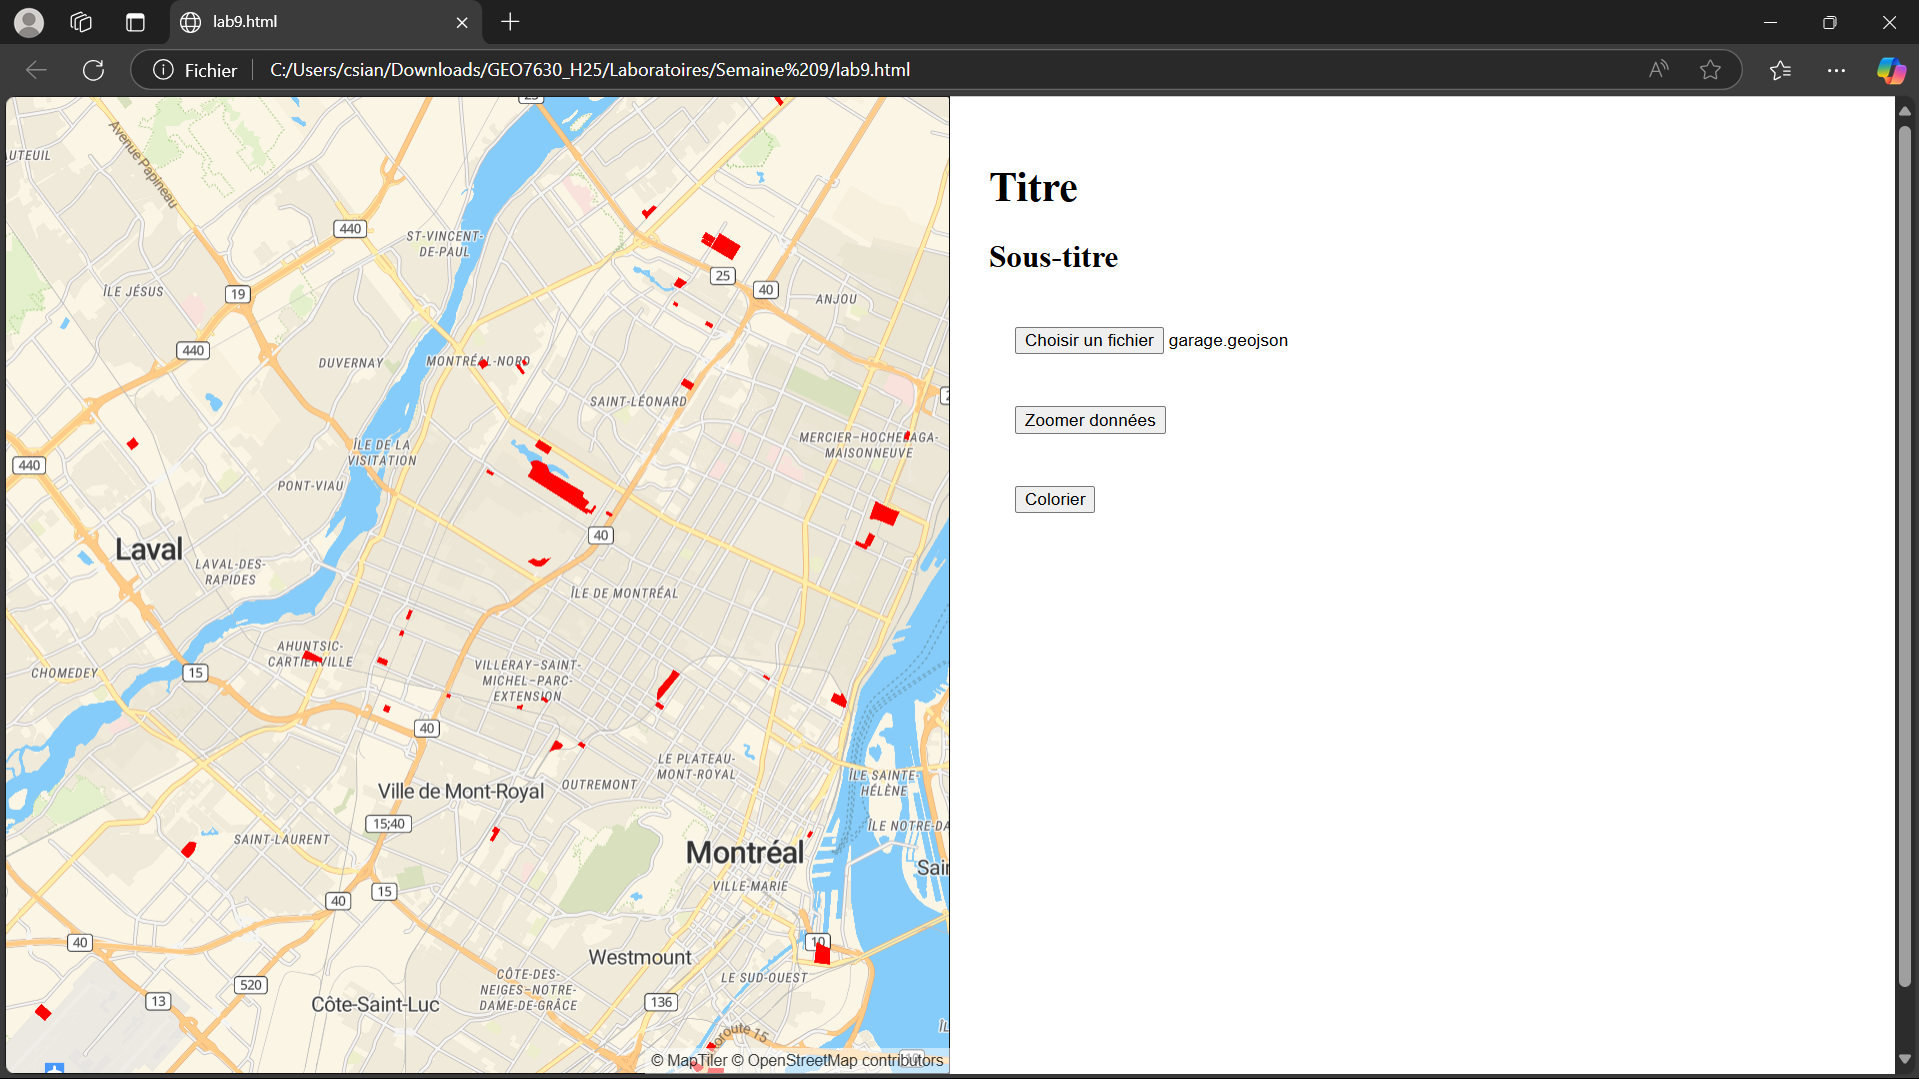 lab9.html
Fichier
C:/Users/csian/Downloads/GEO7630_H25/Laboratoires/Semaine%209/lab9.html
Titre
Sous-titre
Choisir un fichier garage.geojson
Zoomer données
Colorier
Avenue Papineau
AUTEUIL
440
ST-VINCENT-
DE-PAUL
25
40
ÎLE JÉSUS
19
ANJOU
440
DUVERNAY
MONTRÉAL-NORD
SAINT-LÉONARD
MERCIER–HOCHELAGA-
MAISONNEUVE
ÎLE DE LA
VISITATION
440
PONT-VIAU
40
Laval
LAVAL-DES-
RAPIDES
ÎLE DE MONTRÉAL
AHUNTSIC-
CARTIERVILLE
CHOMEDEY
15
VILLERAY–SAINT-
MICHEL-PARC-
EXTENSION
40
LE PLATEAU-
MONT-ROYAL
ÎLE SAINTE-
HÉLÈNE
Ville de Mont-Royal
OUTREMONT
15;40
ÎLE NOTRE-DA
SAINT-LAURENT
Montréal
Sain
15
VILLE-MARIE
40
40
10
Westmount
LE SUD-OUEST
CÔTE-DES-
NEIGES–NOTRE-
DAME-DE-GRÂCE
520
13
Côte-Saint-Luc
136
oroute 15
© MapTiler © OpenStreetMap contributors